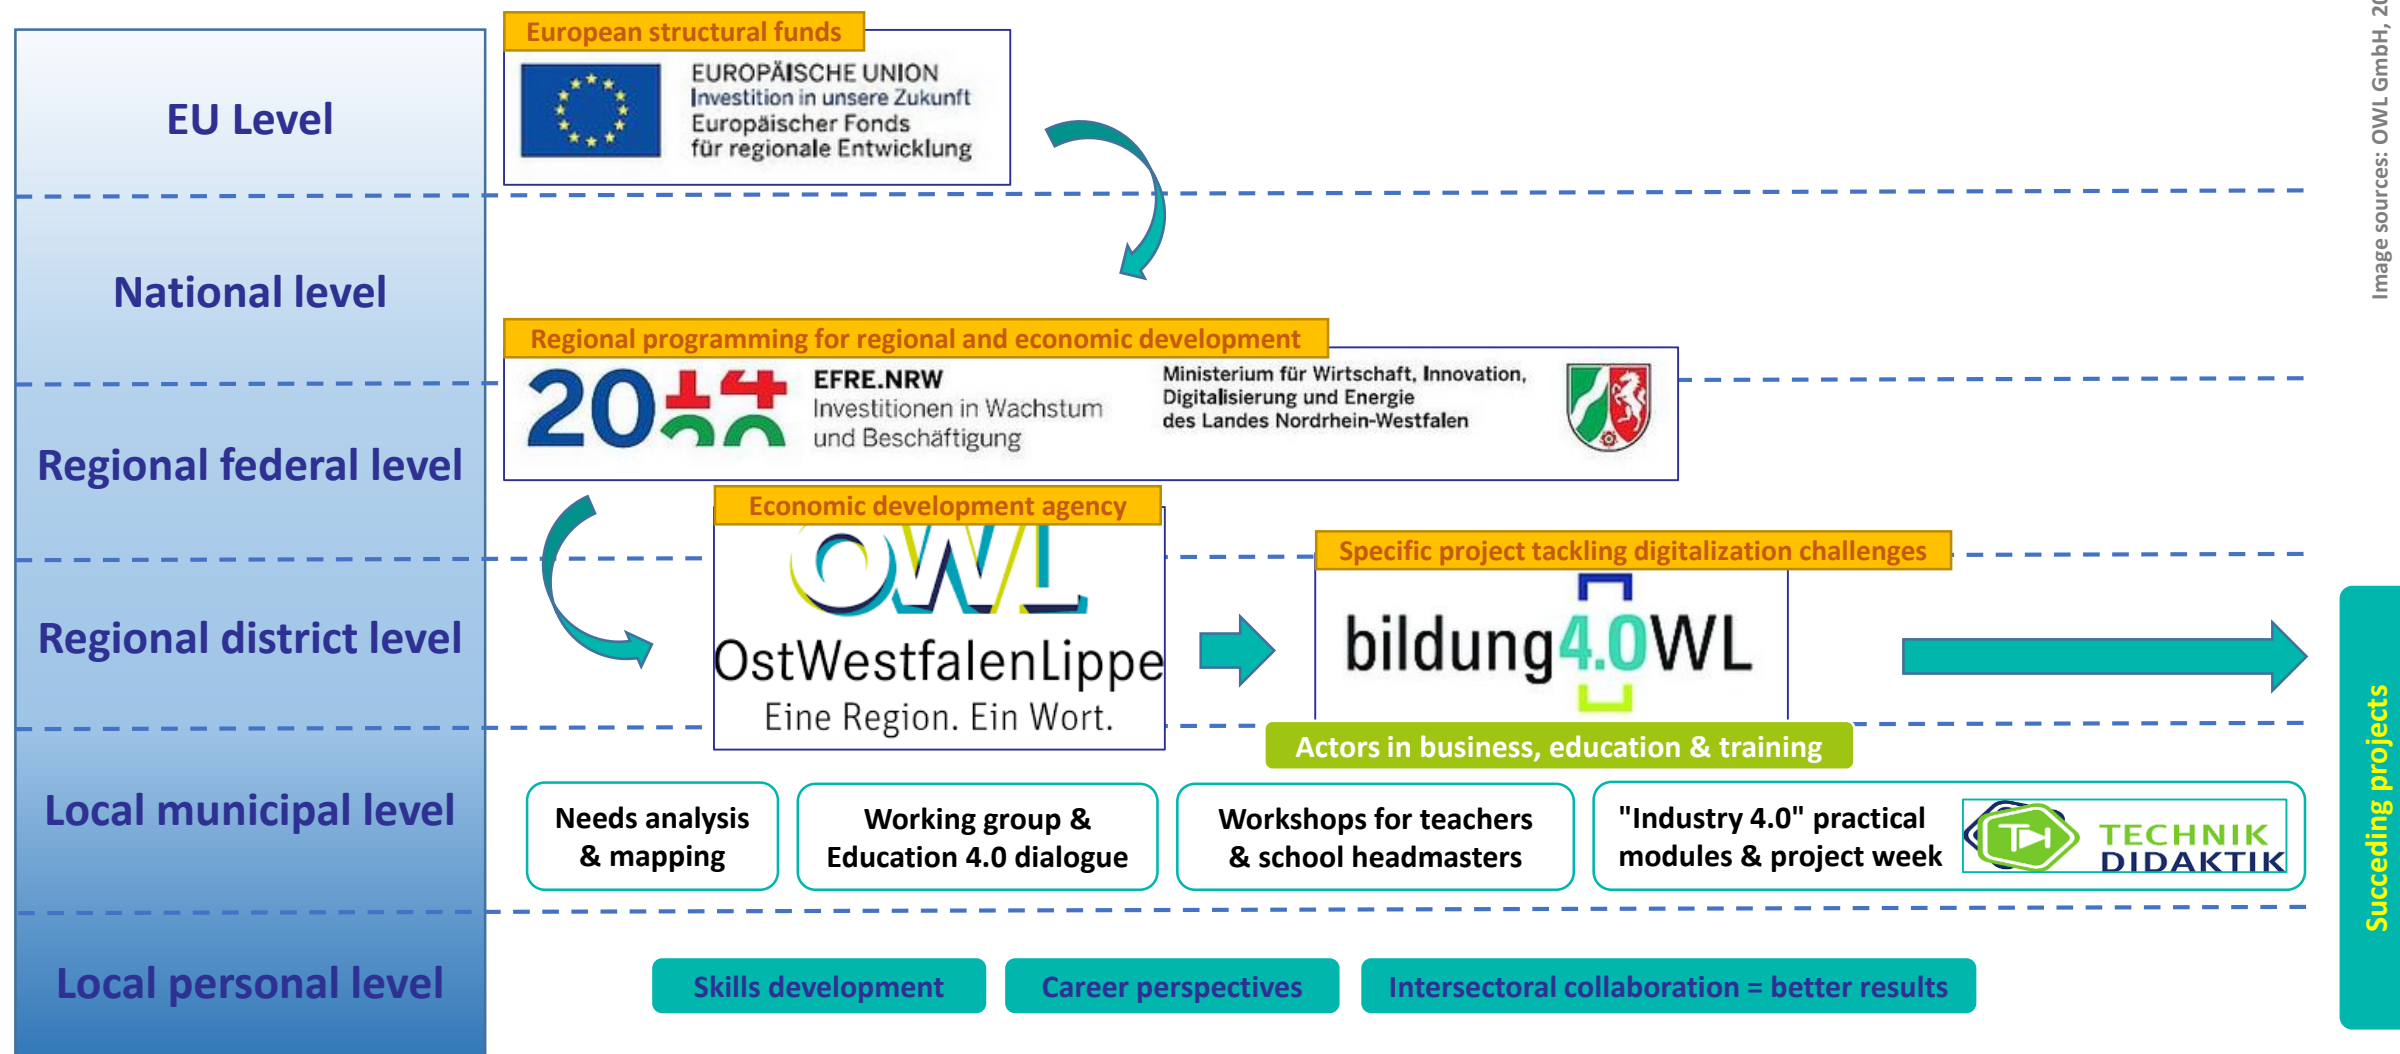 European structural funds
EUROPÄISCHE UNION
Investition in unsere Zukunft
Europäischer Fonds
für regionale Entwicklung
EU Level
National level
Regional programming for regional and economic development
EFRE.NRW
Investitionen in Wachstum
und Beschäftigung
Ministerium für Wirtschaft, Innovation,
Digitalisierung und Energie
des Landes Nordrhein-Westfalen
Regional federal level
Economic development agency
OWL
OstWestfalenLippe
Eine Region. Ein Wort.
Specific project tackling digitalization challenges
bildung4.0WL
Regional district level
Actors in business, education & training
Local municipal level
Needs analysis
& mapping
Working group &
Education 4.0 dialogue
Workshops for teachers
& school headmasters
"Industry 4.0" practical
modules & project week
TECHNIK
DIDAKTIK
Local personal level
Skills development
Career perspectives
Intersectoral collaboration = better results
Succeding projects
Image sources: OWL GmbH,